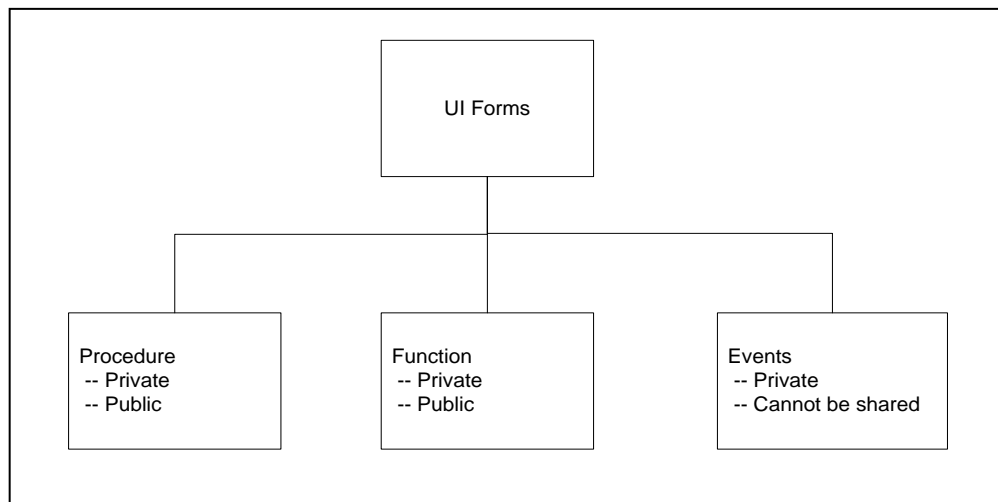 UI Forms
Procedure
-- Private
-- Public
Function
-- Private
-- Public
Events
-- Private
-- Cannot be shared